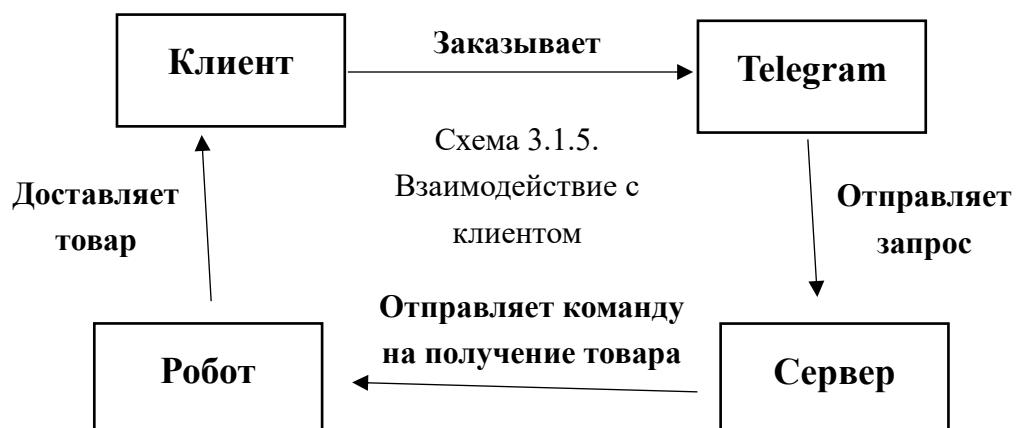 Клиент
Заказывает
Telegram
Схема 3.1.5.
Взаимодействие с
клиентом
Доставляет
товар
Отправляет
запрос
Отправляет команду
на получение товара
Робот
Сервер